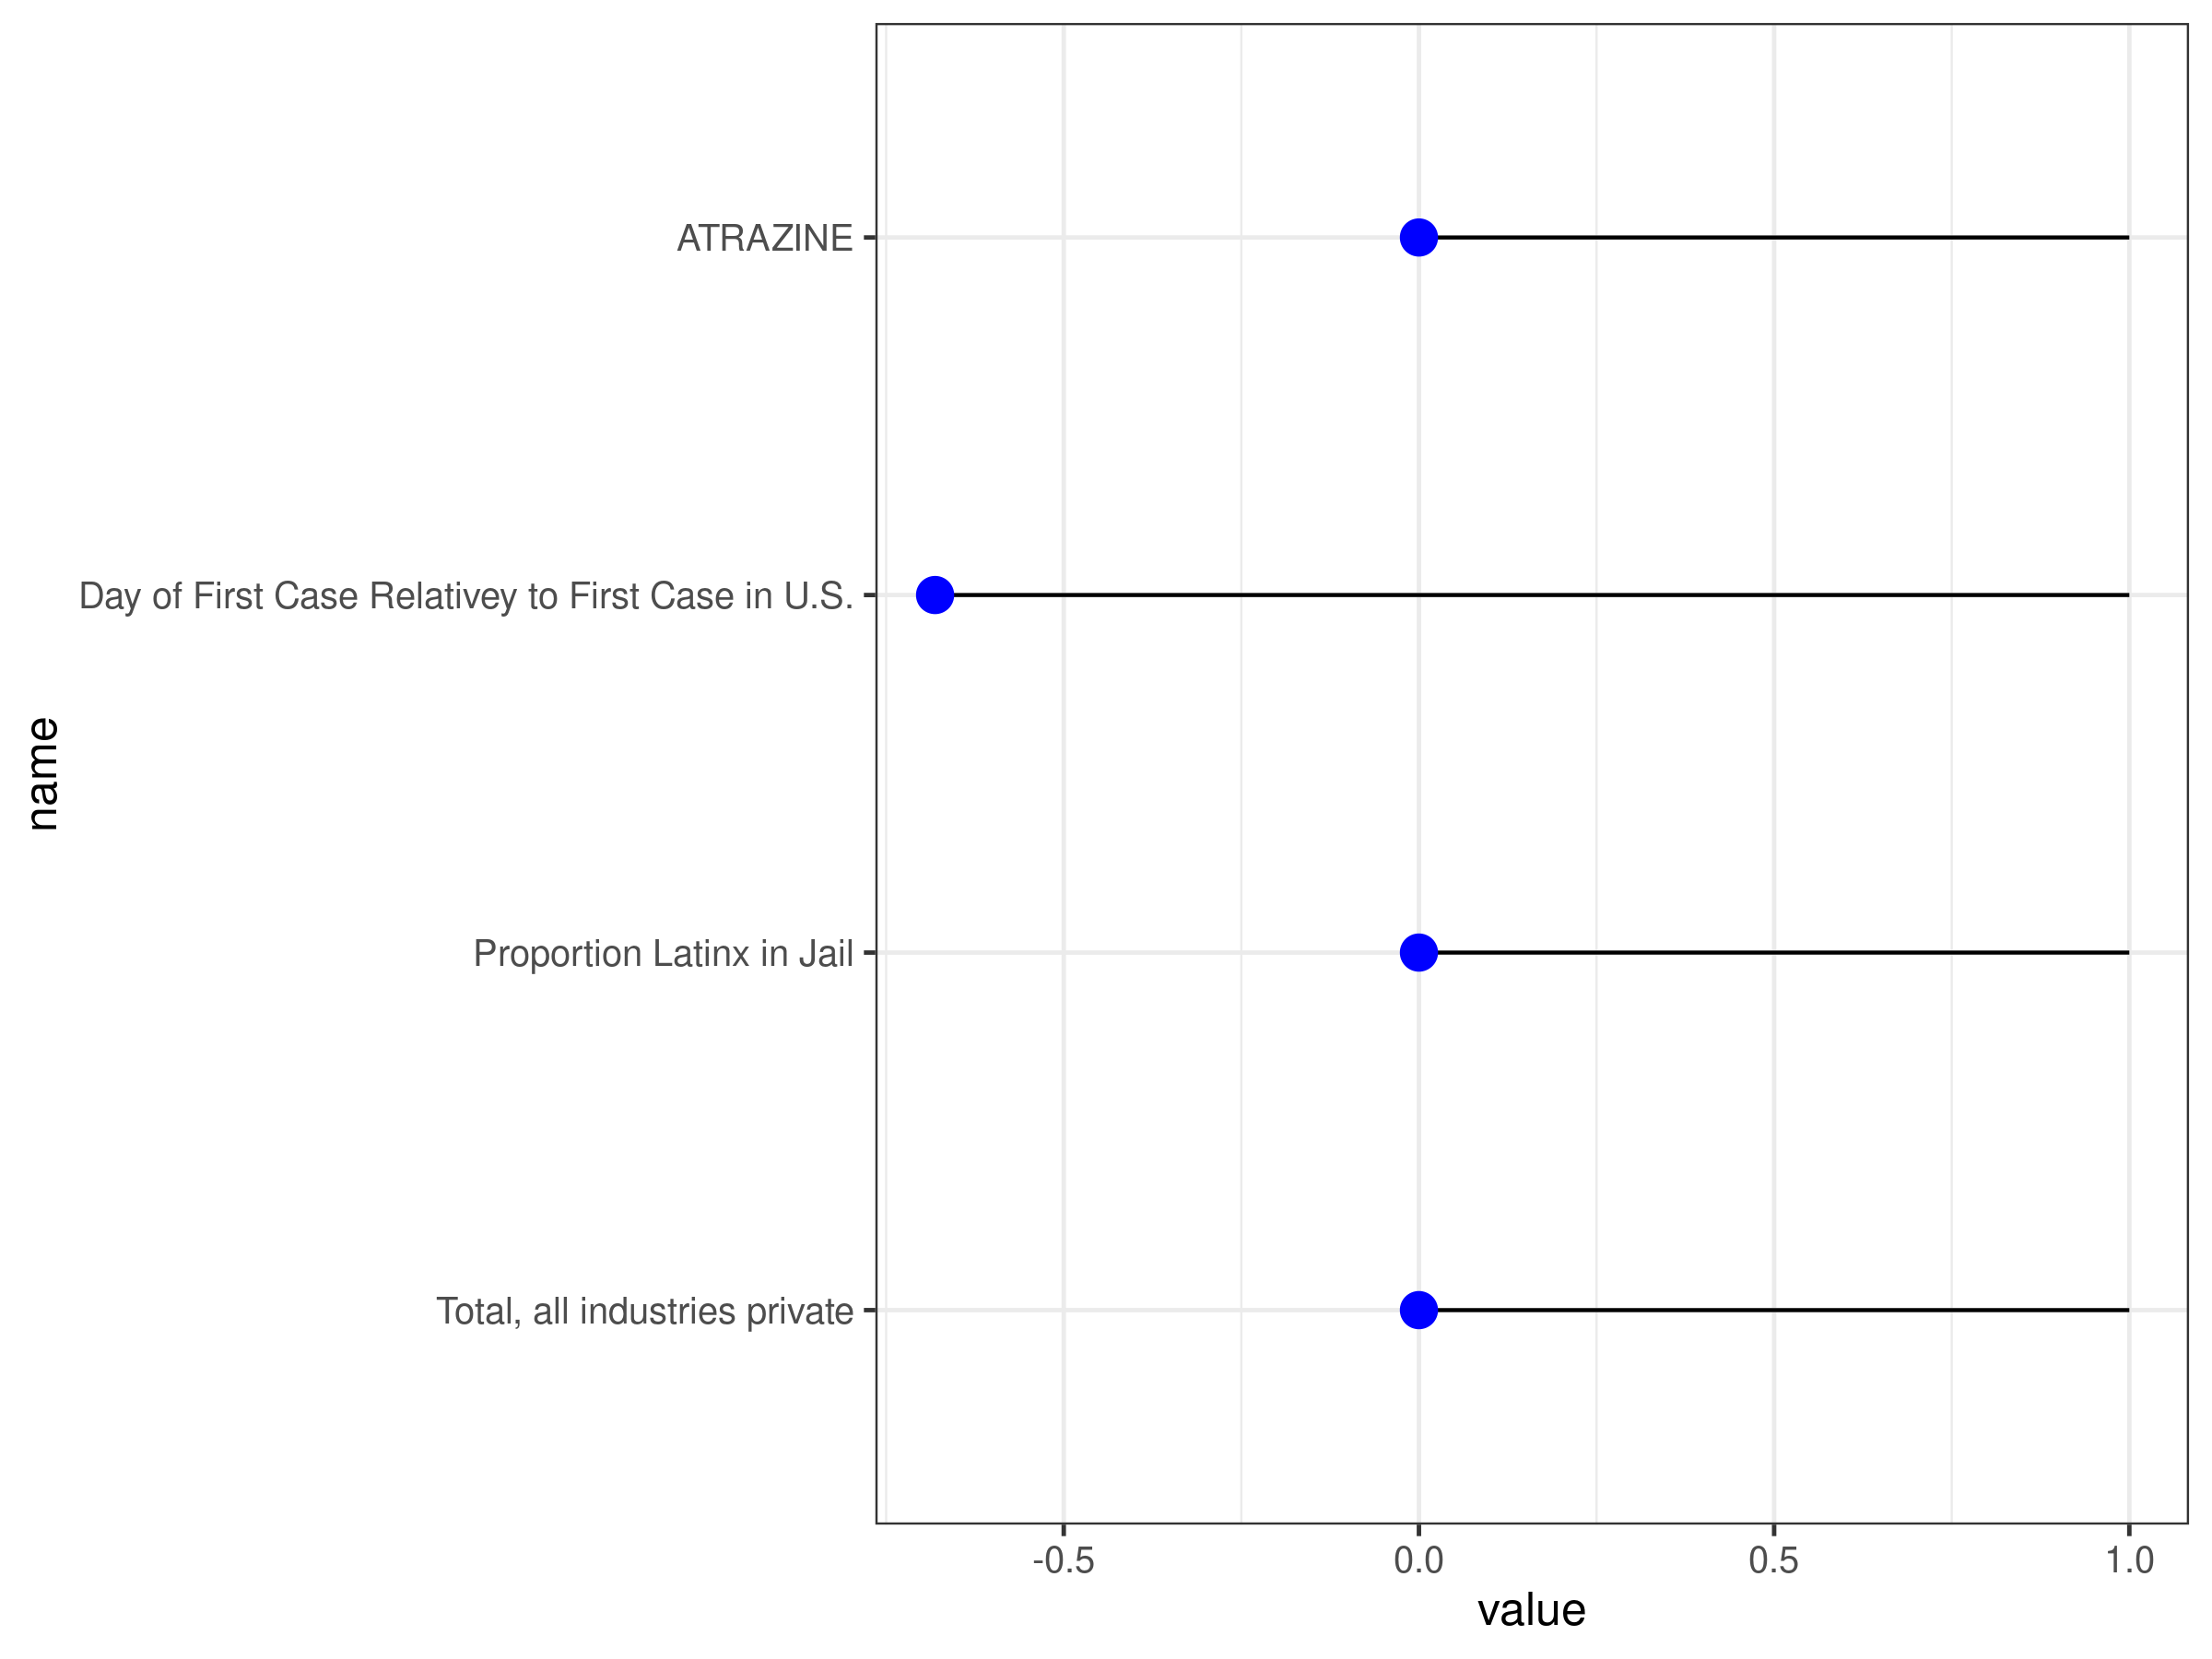 ATRAZINE
Day of First Case Relativey to First Case in U.S.
name
Proportion Latinx in Jail
Total, all industries private
-0.5 0.0 0.5 1.0
value